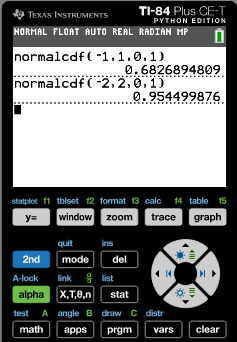 TEXAS INSTRUMENTS TI-84 Plus CE-T
PYTHON EDITION
NORMAL FLOAT AUTO REAL RADIAN MP
normalcdf(-1,1,0,1)
0.6826894809
normalcdf(-2,2,0,1)
0.954499876
statplot f1 tblset f2 format f3 calc f4 table f5
y= window zoom trace graph
quit ins
2nd mode del
A-lock link list
alpha X,T,θ,n stat
test A angle B draw C distr
math apps prgm vars clear